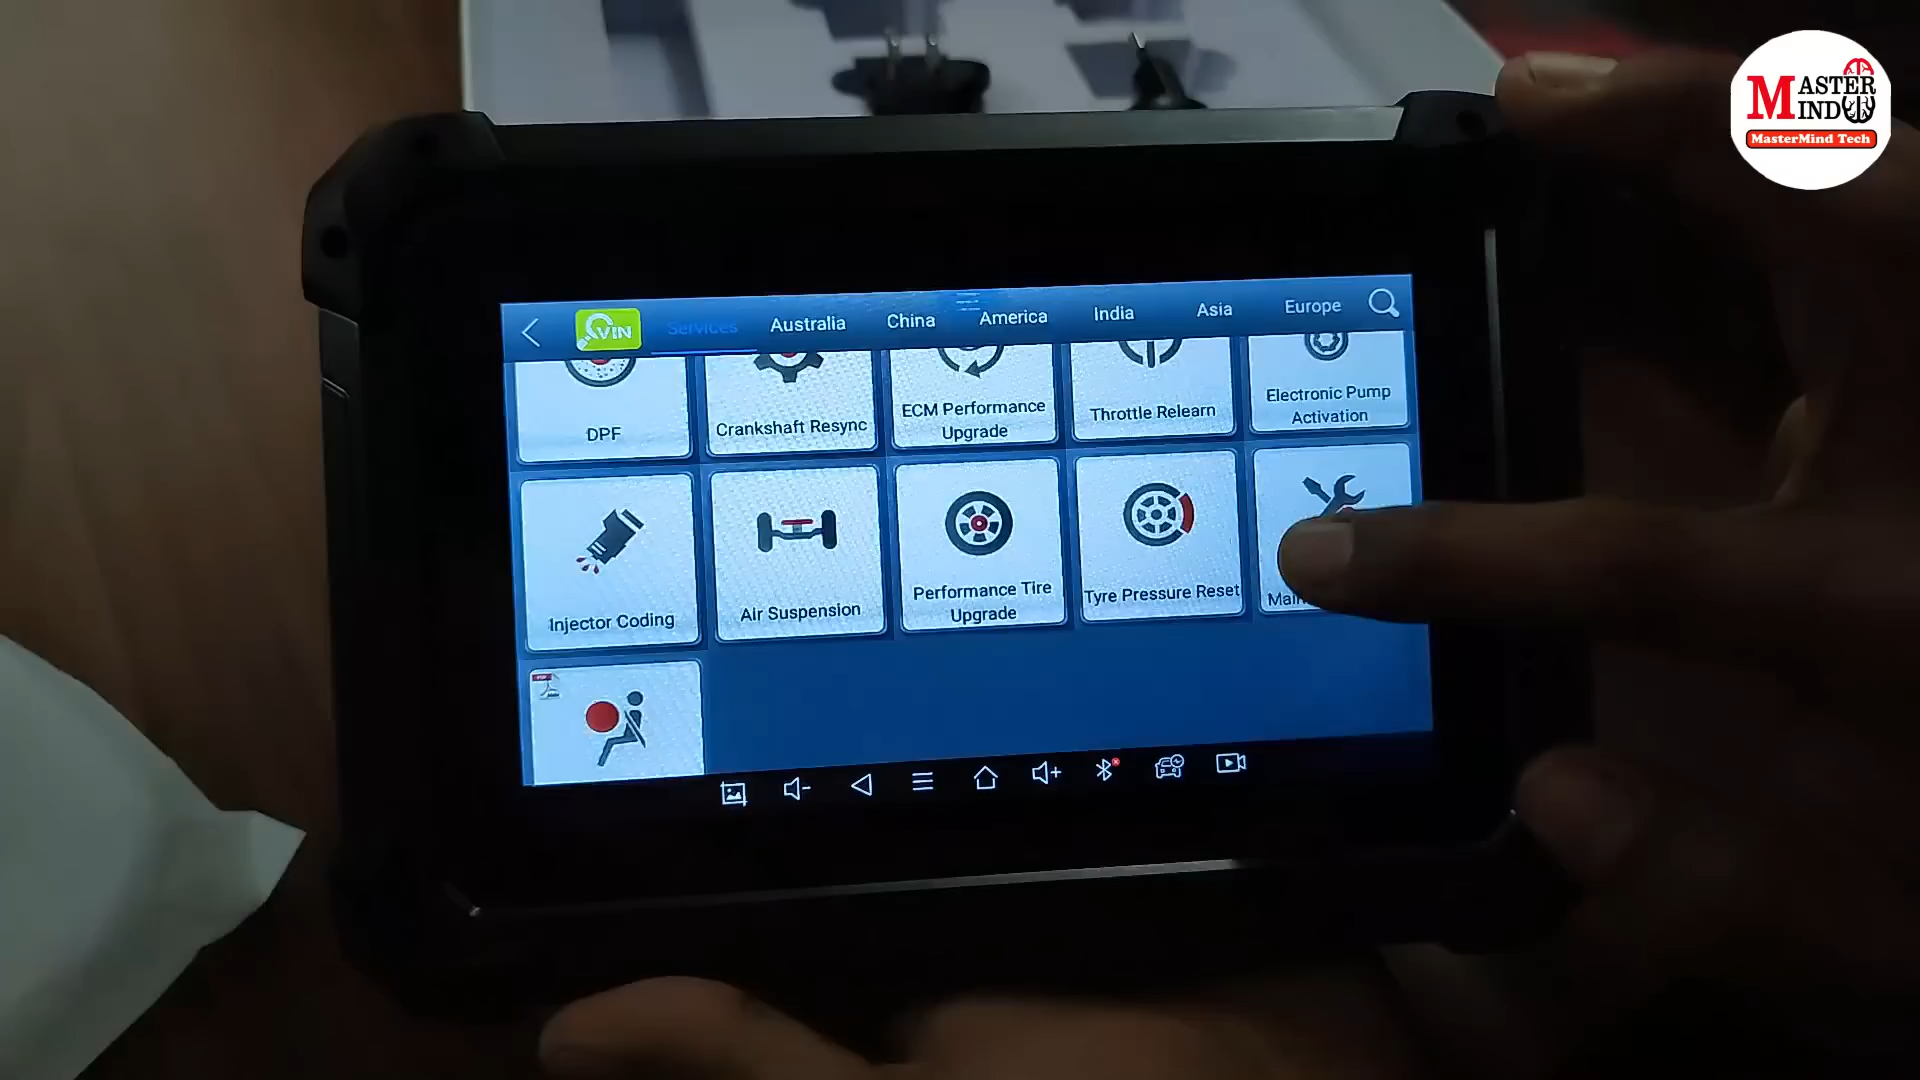 MASTER
MIND
MasterMind Tech
VIN
Services
Australia
China
America
India
Asia
Europe
DPF
Crankshaft Resync
ECM Performance
Upgrade
Throttle Relearn
Electronic Pump
Activation
Injector Coding
Air Suspension
Performance Tire
Upgrade
Tyre Pressure Reset